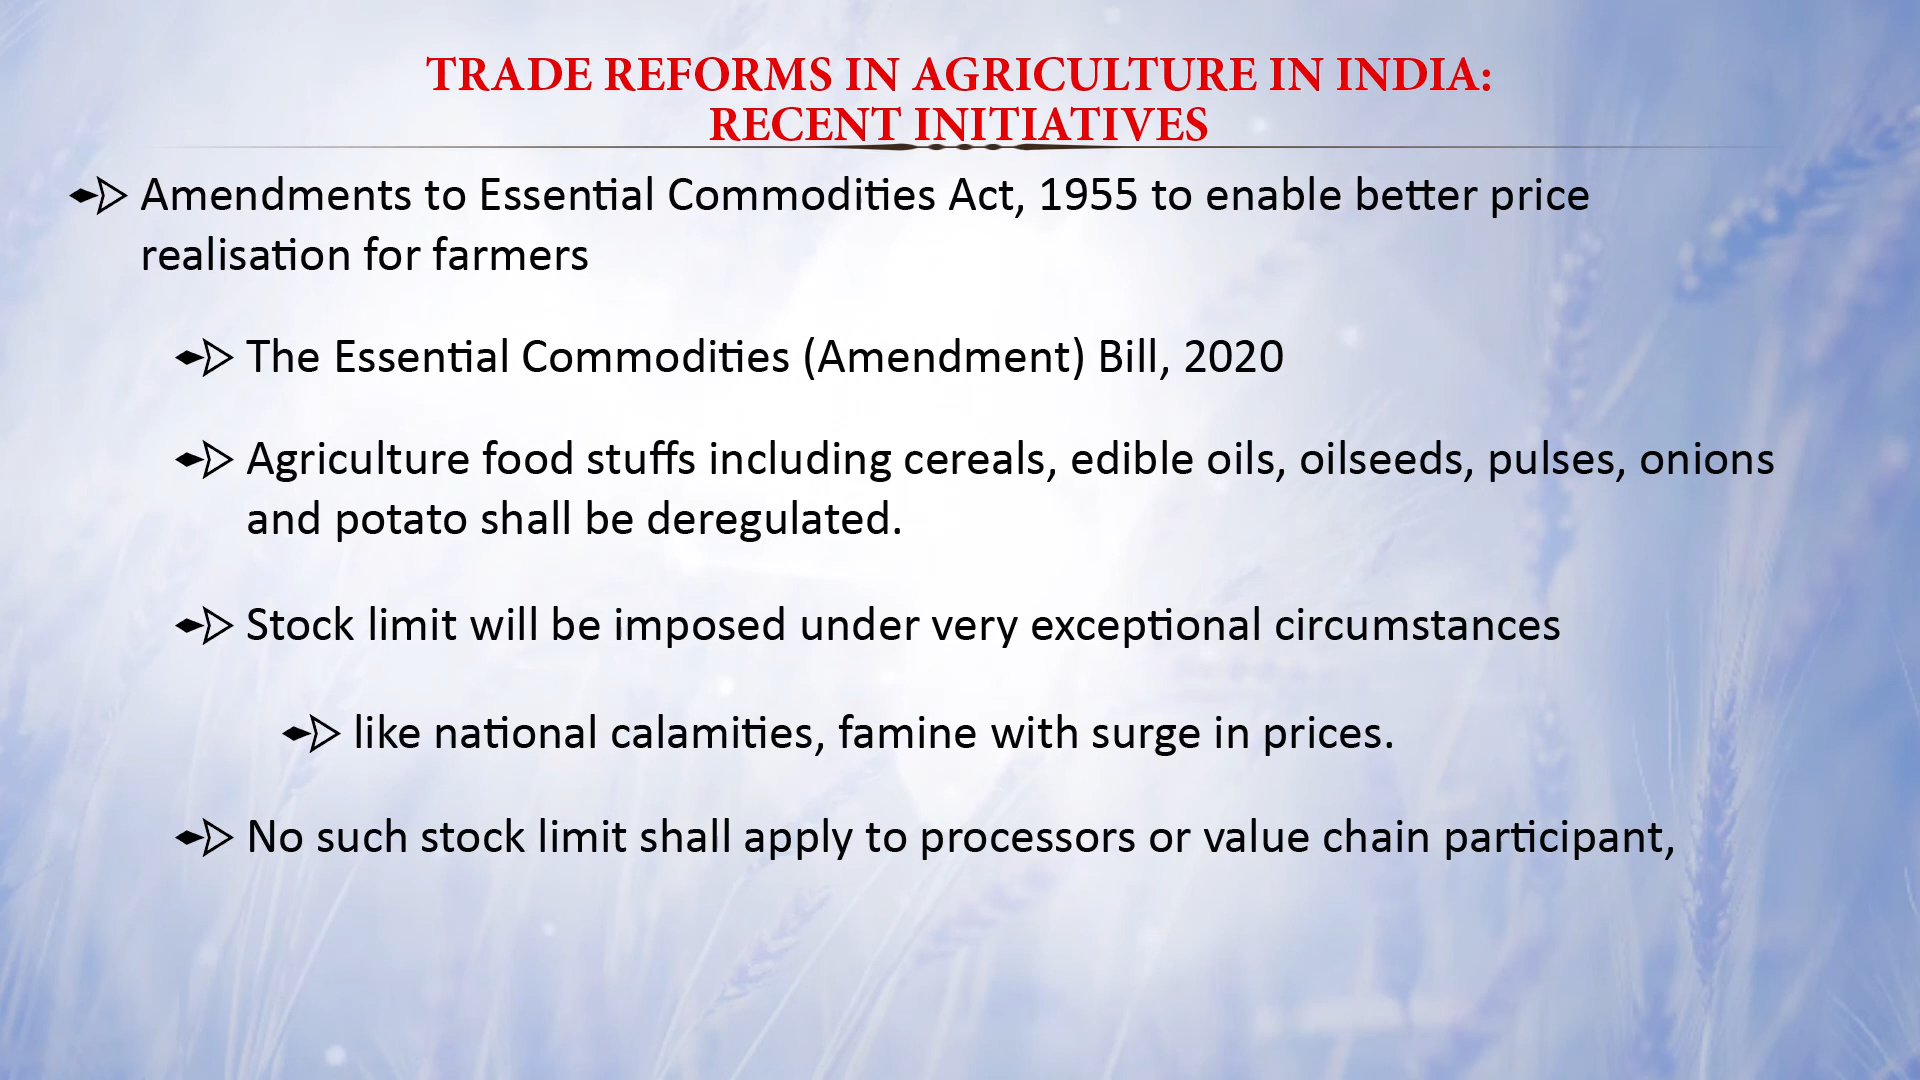 TRADE REFORMS IN AGRICULTURE IN INDIA:
RECENT INITIATIVES
Amendments to Essential Commodities Act, 1955 to enable better price
realisation for farmers
The Essential Commodities (Amendment) Bill, 2020
Agriculture food stuffs including cereals, edible oils, oilseeds, pulses, onions
and potato shall be deregulated.
Stock limit will be imposed under very exceptional circumstances
like national calamities, famine with surge in prices.
No such stock limit shall apply to processors or value chain participant,